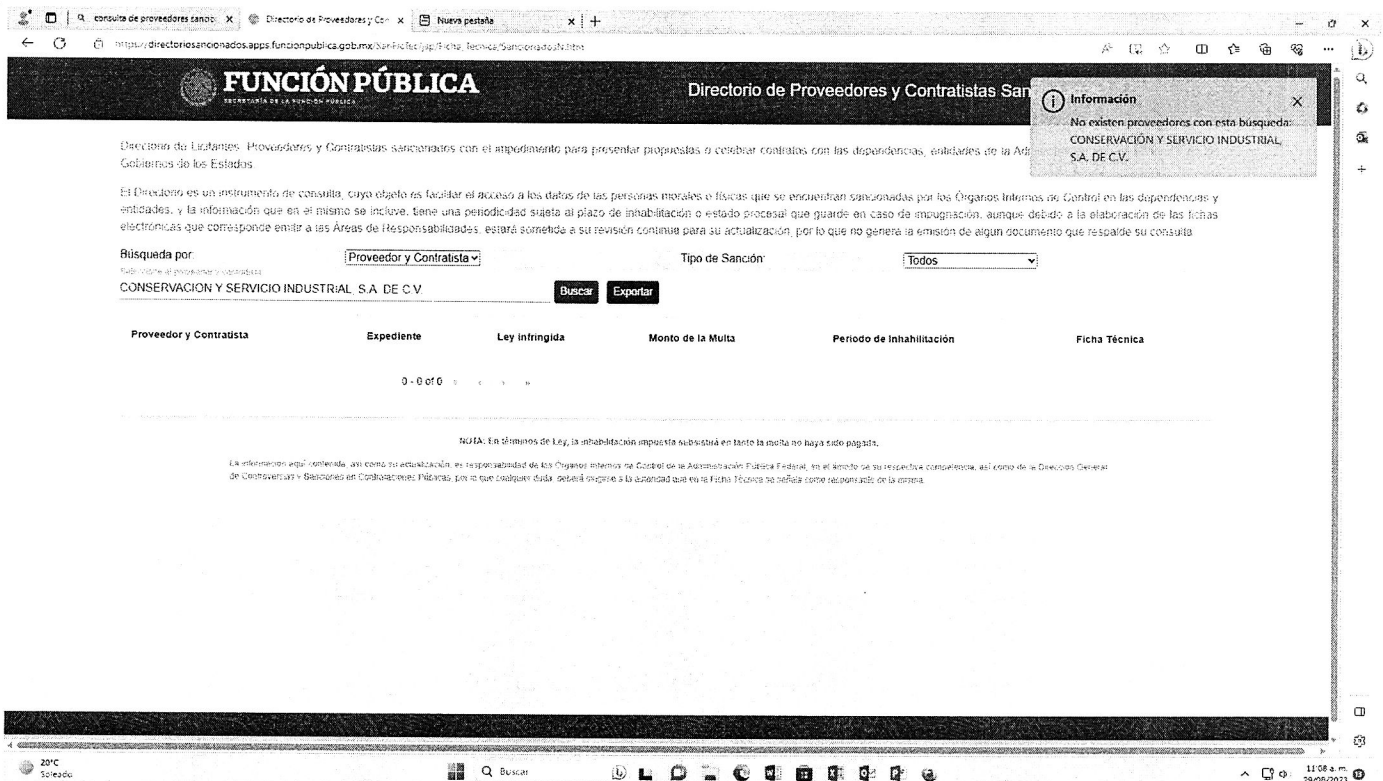 consulta de proveedores sancio
Directorio de Proveedores y Con
Nueva pestaña
directoriosancionados.apps.funcionpublica.gob.mx
FUNCIÓN PÚBLICA
SECRETARÍA DE LA FUNCIÓN PÚBLICA
Directorio de Proveedores y Contratistas San
Información
No existen proveedores con esta búsqueda:
CONSERVACIÓN Y SERVICIO INDUSTRIAL,
S.A. DE C.V.
Directorio de Licitantes, Proveedores y Contratistas sancionados con el impedimento para presentar propuestas o celebrar contratos con las dependencias, entidades de la Ad
Gobiernos de los Estados
El Directorio es un instrumento de consulta, cuyo objeto es facilitar el acceso a los datos de las personas morales o físicas que se encuentran sancionadas por los Órganos Internos de Control en las dependencias y
entidades, y la información que en el mismo se incluye, tiene una periodicidad sujeta al plazo de inhabilitación o estado procesal que guarde en caso de impugnación, aunque debido a la elaboración de las fichas
electrónicas que corresponde emitir a las Áreas de Responsabilidades, estará sometida a su revisión continua para su actualización, por lo que no genera la emisión de algún documento que respalde su consulta
Búsqueda por:
Proveedor y Contratista
Tipo de Sanción:
Todos
CONSERVACION Y SERVICIO INDUSTRIAL, S.A. DE C.V.
Buscar
Exportar
Proveedor y Contratista
Expediente
Ley infringida
Monto de la Multa
Periodo de Inhabilitación
Ficha Técnica
0 - 0 of 0 « ‹ › »
NOTA: En términos de Ley, la inhabilitación impuesta subsistirá en tanto la multa no haya sido pagada.
La información aquí contenida, así como su actualización, es responsabilidad de los Órganos Internos de Control de la Administración Pública Federal, en el ámbito de su respectiva competencia, así como de la Dirección General
de Controversias y Sanciones en Contrataciones Públicas, por lo que cualquier duda, deberá dirigirse a la autoridad que en la Ficha Técnica se señala como responsable de la misma.
20°C
Soleado
Buscar
11:08 a. m.
29/08/2023